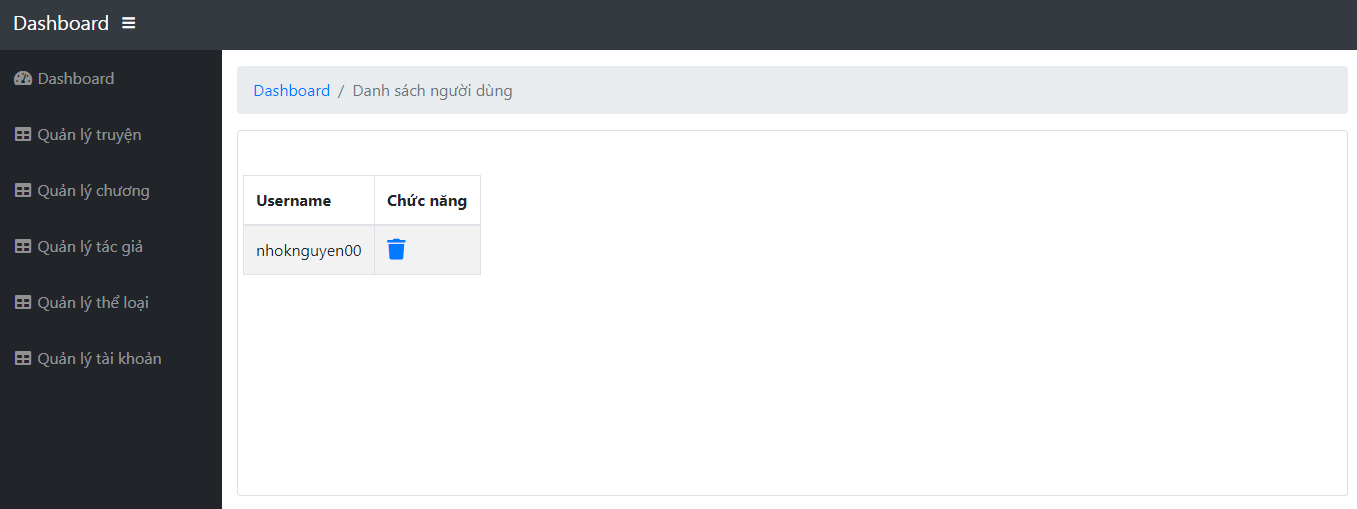 Dashboard
Dashboard
Quản lý truyện
Quản lý chương
Quản lý tác giả
Quản lý thể loại
Quản lý tài khoản
Dashboard / Danh sách người dùng
Username Chức năng
nhoknguyen00